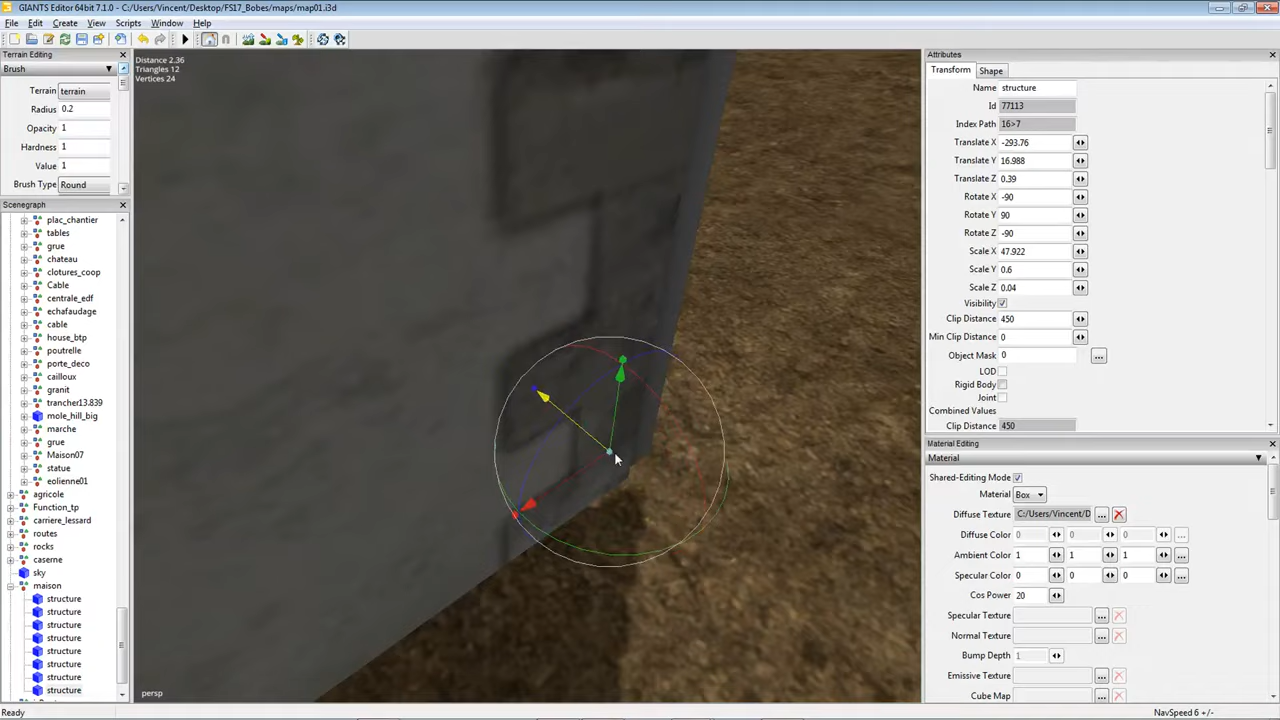 GIANTS Editor 64bit 7.1.0 - C:/Users/Vincent/Desktop/FS17_Bobes/maps/map01.i3d
File Edit Create View Scripts Window Help
Terrain Editing
Brush
Terrain terrain
Radius 0.2
Opacity 1
Hardness 1
Value 1
Brush Type Round
Scenegraph
plac_chantier
tables
grue
chateau
clotures_coop
Cable
centrale_edf
echafaudage
cable
house_btp
poutrelle
porte_deco
cailloux
granit
trancher13.839
mole_hill_big
marche
grue
Maison07
statue
eolienne01
agricole
Function_tp
carriere_lessard
routes
rocks
caserne
sky
maison
structure
structure
structure
structure
structure
structure
structure
structure
Distance 2.36
Triangles 12
Vertices 24
persp
Attributes
Transform Shape
Name structure
Id 77113
Index Path 16>7
Translate X -293.76
Translate Y 16.988
Translate Z 0.39
Rotate X -90
Rotate Y 90
Rotate Z -90
Scale X 47.922
Scale Y 0.6
Scale Z 0.04
Visibility
Clip Distance 450
Min Clip Distance 0
Object Mask 0 ...
LOD
Rigid Body
Joint
Combined Values
Clip Distance 450
Material Editing
Material
Shared-Editing Mode
Material Box
Diffuse Texture C:/Users/Vincent/D ...
Diffuse Color 0 0 0 ...
Ambient Color 1 1 1 ...
Specular Color 0 0 0 ...
Cos Power 20
Specular Texture ...
Normal Texture ...
Bump Depth 1
Emissive Texture ...
Cube Map ...
Ready
NavSpeed 6 +/-